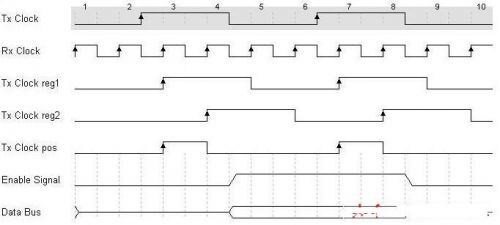 1 2 3 4 5 6 7 8 9 10
Tx Clock
Rx Clock
Tx Clock reg1
Tx Clock reg2
Tx Clock pos
Enable Signal
Data Bus